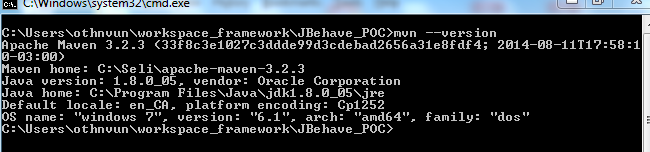 C:\Windows\system32\cmd.exe
C:\Users\othnvun\workspace_framework\JBehave_POC>mvn --version
Apache Maven 3.2.3 (33f8c3e1027c3ddde99d3cdebad2656a31e8fdf4; 2014-08-11T17:58:1
0-03:00)
Maven home: C:\Seli\apache-maven-3.2.3
Java version: 1.8.0_05, vendor: Oracle Corporation
Java home: C:\Program Files\Java\jdk1.8.0_05\jre
Default locale: en_CA, platform encoding: Cp1252
OS name: "windows 7", version: "6.1", arch: "amd64", family: "dos"
C:\Users\othnvun\workspace_framework\JBehave_POC>